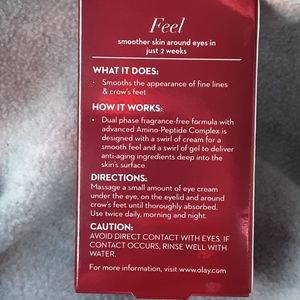 Feel
smoother skin around eyes in
just 2 weeks
WHAT IT DOES:
• Smooths the appearance of fine lines
& crow's feet
HOW IT WORKS:
• Dual phase fragrance-free formula with
advanced Amino-Peptide Complex is
designed with a swirl of cream for a
smooth feel and a swirl of gel to deliver
anti-aging ingredients deep into the
skin's surface
DIRECTIONS:
Massage a small amount of eye cream
under the eye, on the eyelid and around
crow's feet until thoroughly absorbed.
Use twice daily, morning and night.
CAUTION:
AVOID DIRECT CONTACT WITH EYES. IF
CONTACT OCCURS, RINSE WELL WITH
WATER.
For more information, visit www.olay.com